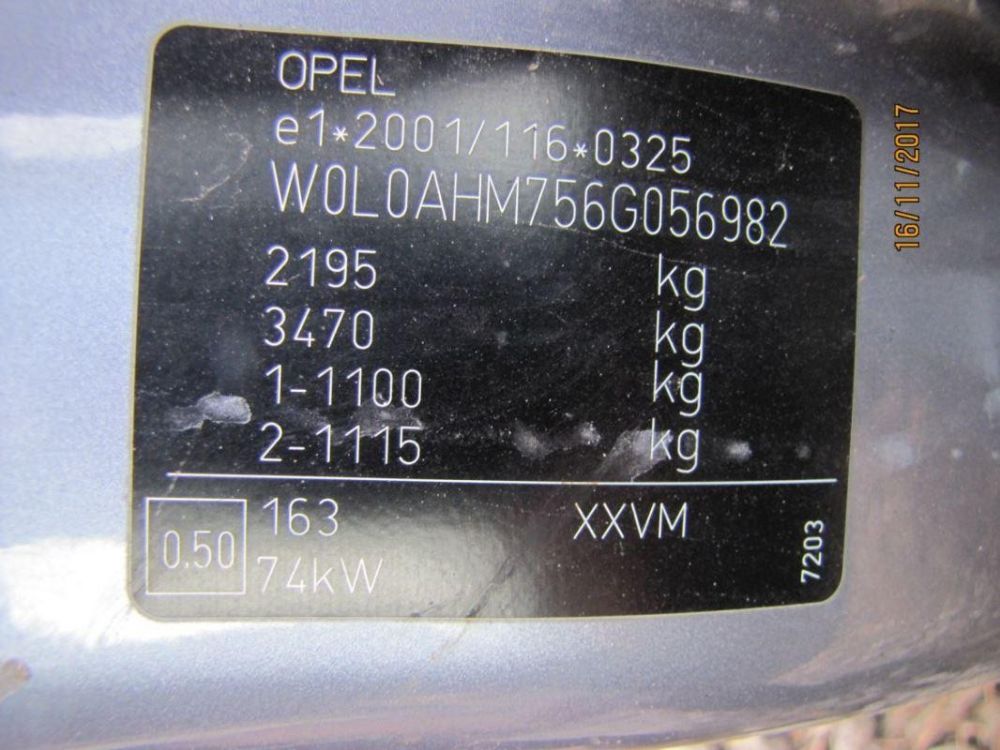 OPEL
e1*2001/116*0325
W0L0AHM756G056982
2195 kg
3470 kg
1-1100 kg
2-1115 kg
0.50
163 XXVM
74kW
7203
16/11/2017